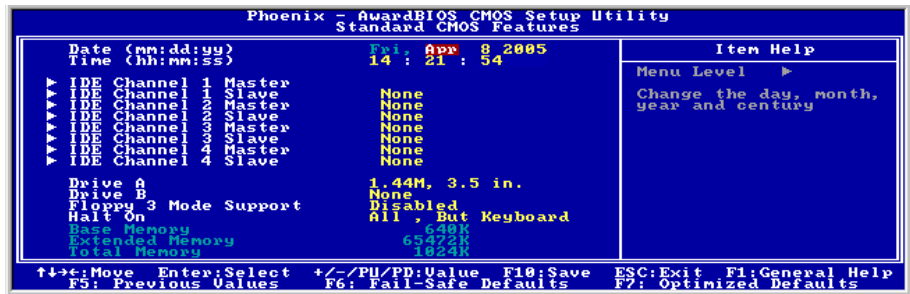 Phoenix - AwardBIOS CMOS Setup Utility
Standard CMOS Features
Date (mm:dd:yy) Fri, Apr 8 2005
Time (hh:mm:ss) 14 : 21 : 54
▶ IDE Channel 1 Master
▶ IDE Channel 1 Slave None
▶ IDE Channel 2 Master None
▶ IDE Channel 2 Slave None
▶ IDE Channel 3 Master None
▶ IDE Channel 3 Slave None
▶ IDE Channel 4 Master None
▶ IDE Channel 4 Slave None
Drive A 1.44M, 3.5 in.
Drive B None
Floppy 3 Mode Support Disabled
Halt On All , But Keyboard
Base Memory 640K
Extended Memory 65472K
Total Memory 1024K
Item Help
Menu Level ▶
Change the day, month,
year and century
↑↓→←:Move Enter:Select +/-/PU/PD:Value F10:Save ESC:Exit F1:General Help
F5: Previous Values F6: Fail-Safe Defaults F7: Optimized Defaults